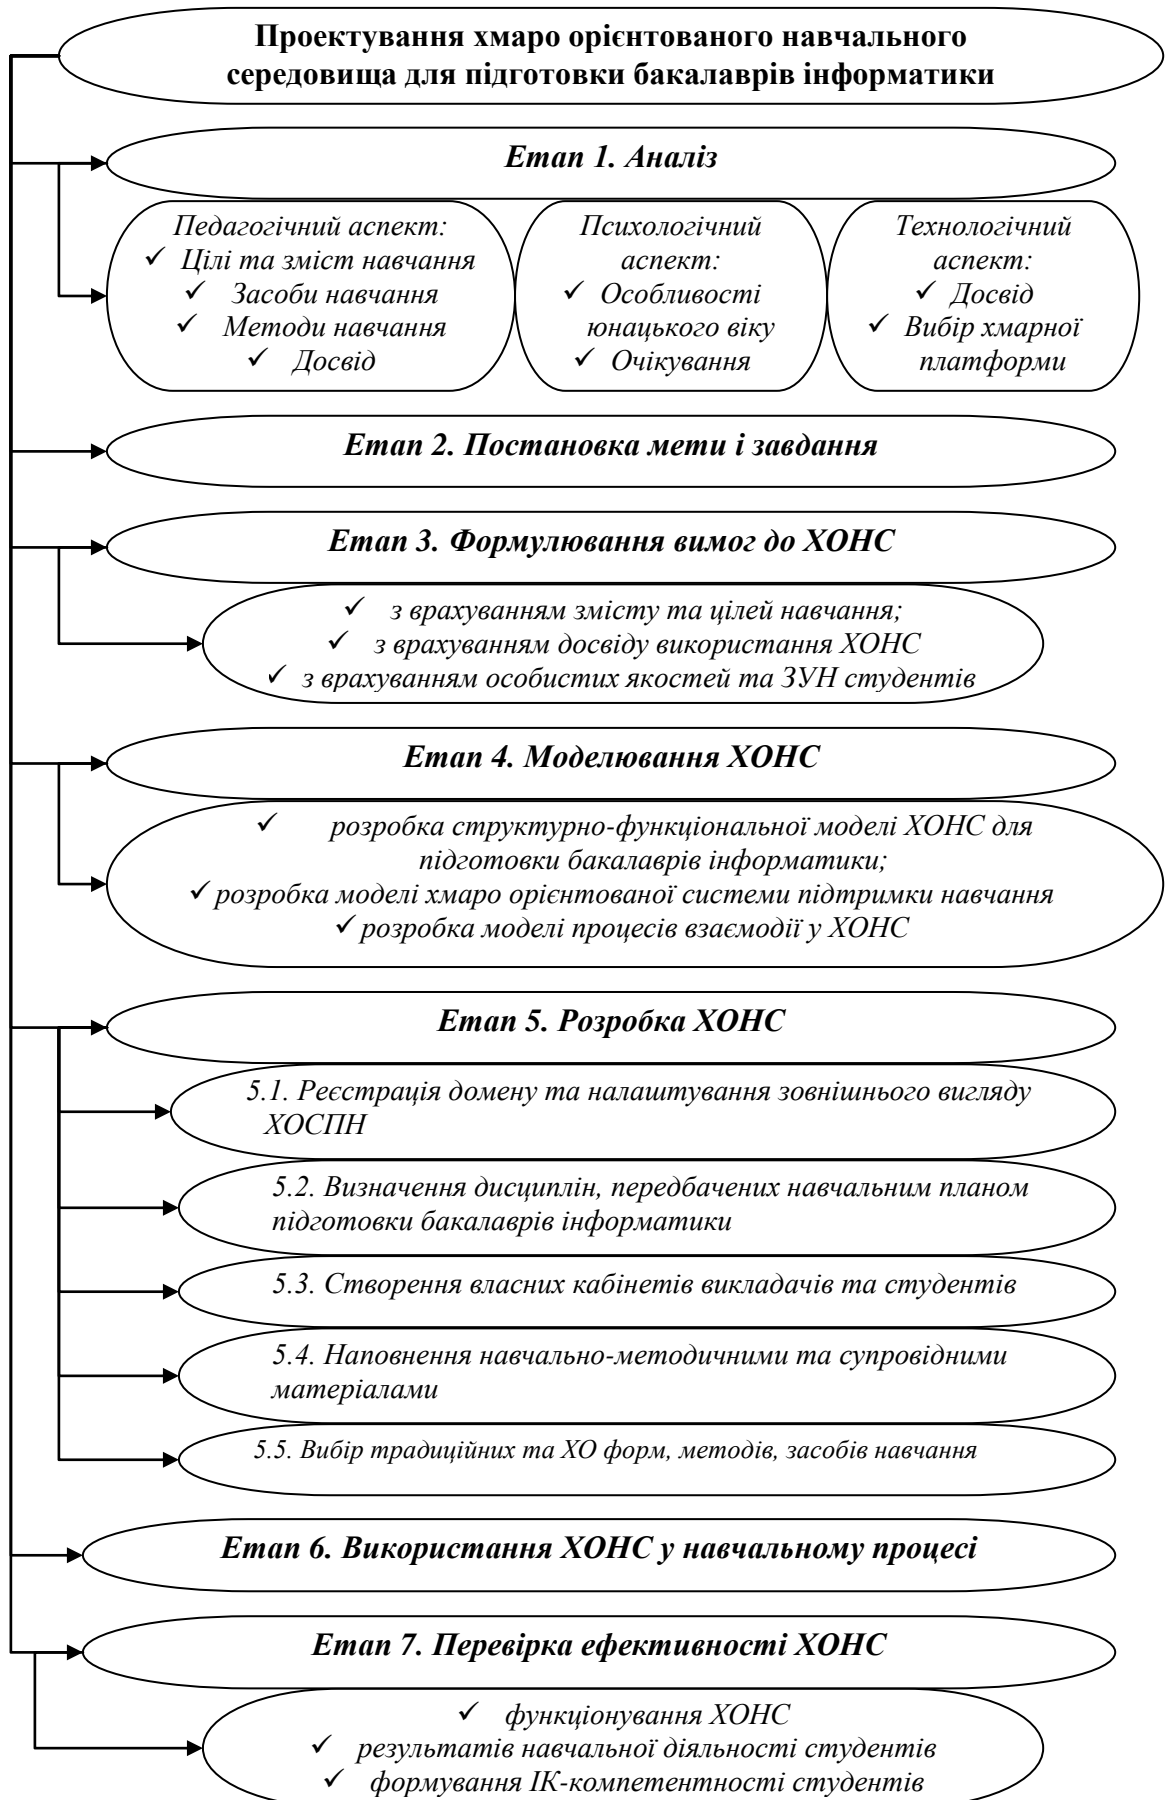 Проектування хмаро орієнтованого навчального
середовища для підготовки бакалаврів інформатики
Етап 1. Аналіз
Педагогічний аспект:
✓ Цілі та зміст навчання
✓ Засоби навчання
✓ Методи навчання
✓ Досвід
Психологічний
аспект:
✓ Особливості
юнацького віку
✓ Очікування
Технологічний
аспект:
✓ Досвід
✓ Вибір хмарної
платформи
Етап 2. Постановка мети і завдання
Етап 3. Формулювання вимог до ХОНС
✓ з врахуванням змісту та цілей навчання;
✓ з врахуванням досвіду використання ХОНС
✓ з врахуванням особистих якостей та ЗУН студентів
Етап 4. Моделювання ХОНС
✓ розробка структурно-функціональної моделі ХОНС для
підготовки бакалаврів інформатики;
✓ розробка моделі хмаро орієнтованої системи підтримки навчання
✓ розробка моделі процесів взаємодії у ХОНС
Етап 5. Розробка ХОНС
5.1. Реєстрація домену та налаштування зовнішнього вигляду
ХОСПН
5.2. Визначення дисциплін, передбачених навчальним планом
підготовки бакалаврів інформатики
5.3. Створення власних кабінетів викладачів та студентів
5.4. Наповнення навчально-методичними та супровідними
матеріалами
5.5. Вибір традиційних та ХО форм, методів, засобів навчання
Етап 6. Використання ХОНС у навчальному процесі
Етап 7. Перевірка ефективності ХОНС
✓ функціонування ХОНС
✓ результатів навчальної діяльності студентів
✓ формування ІК-компетентності студентів